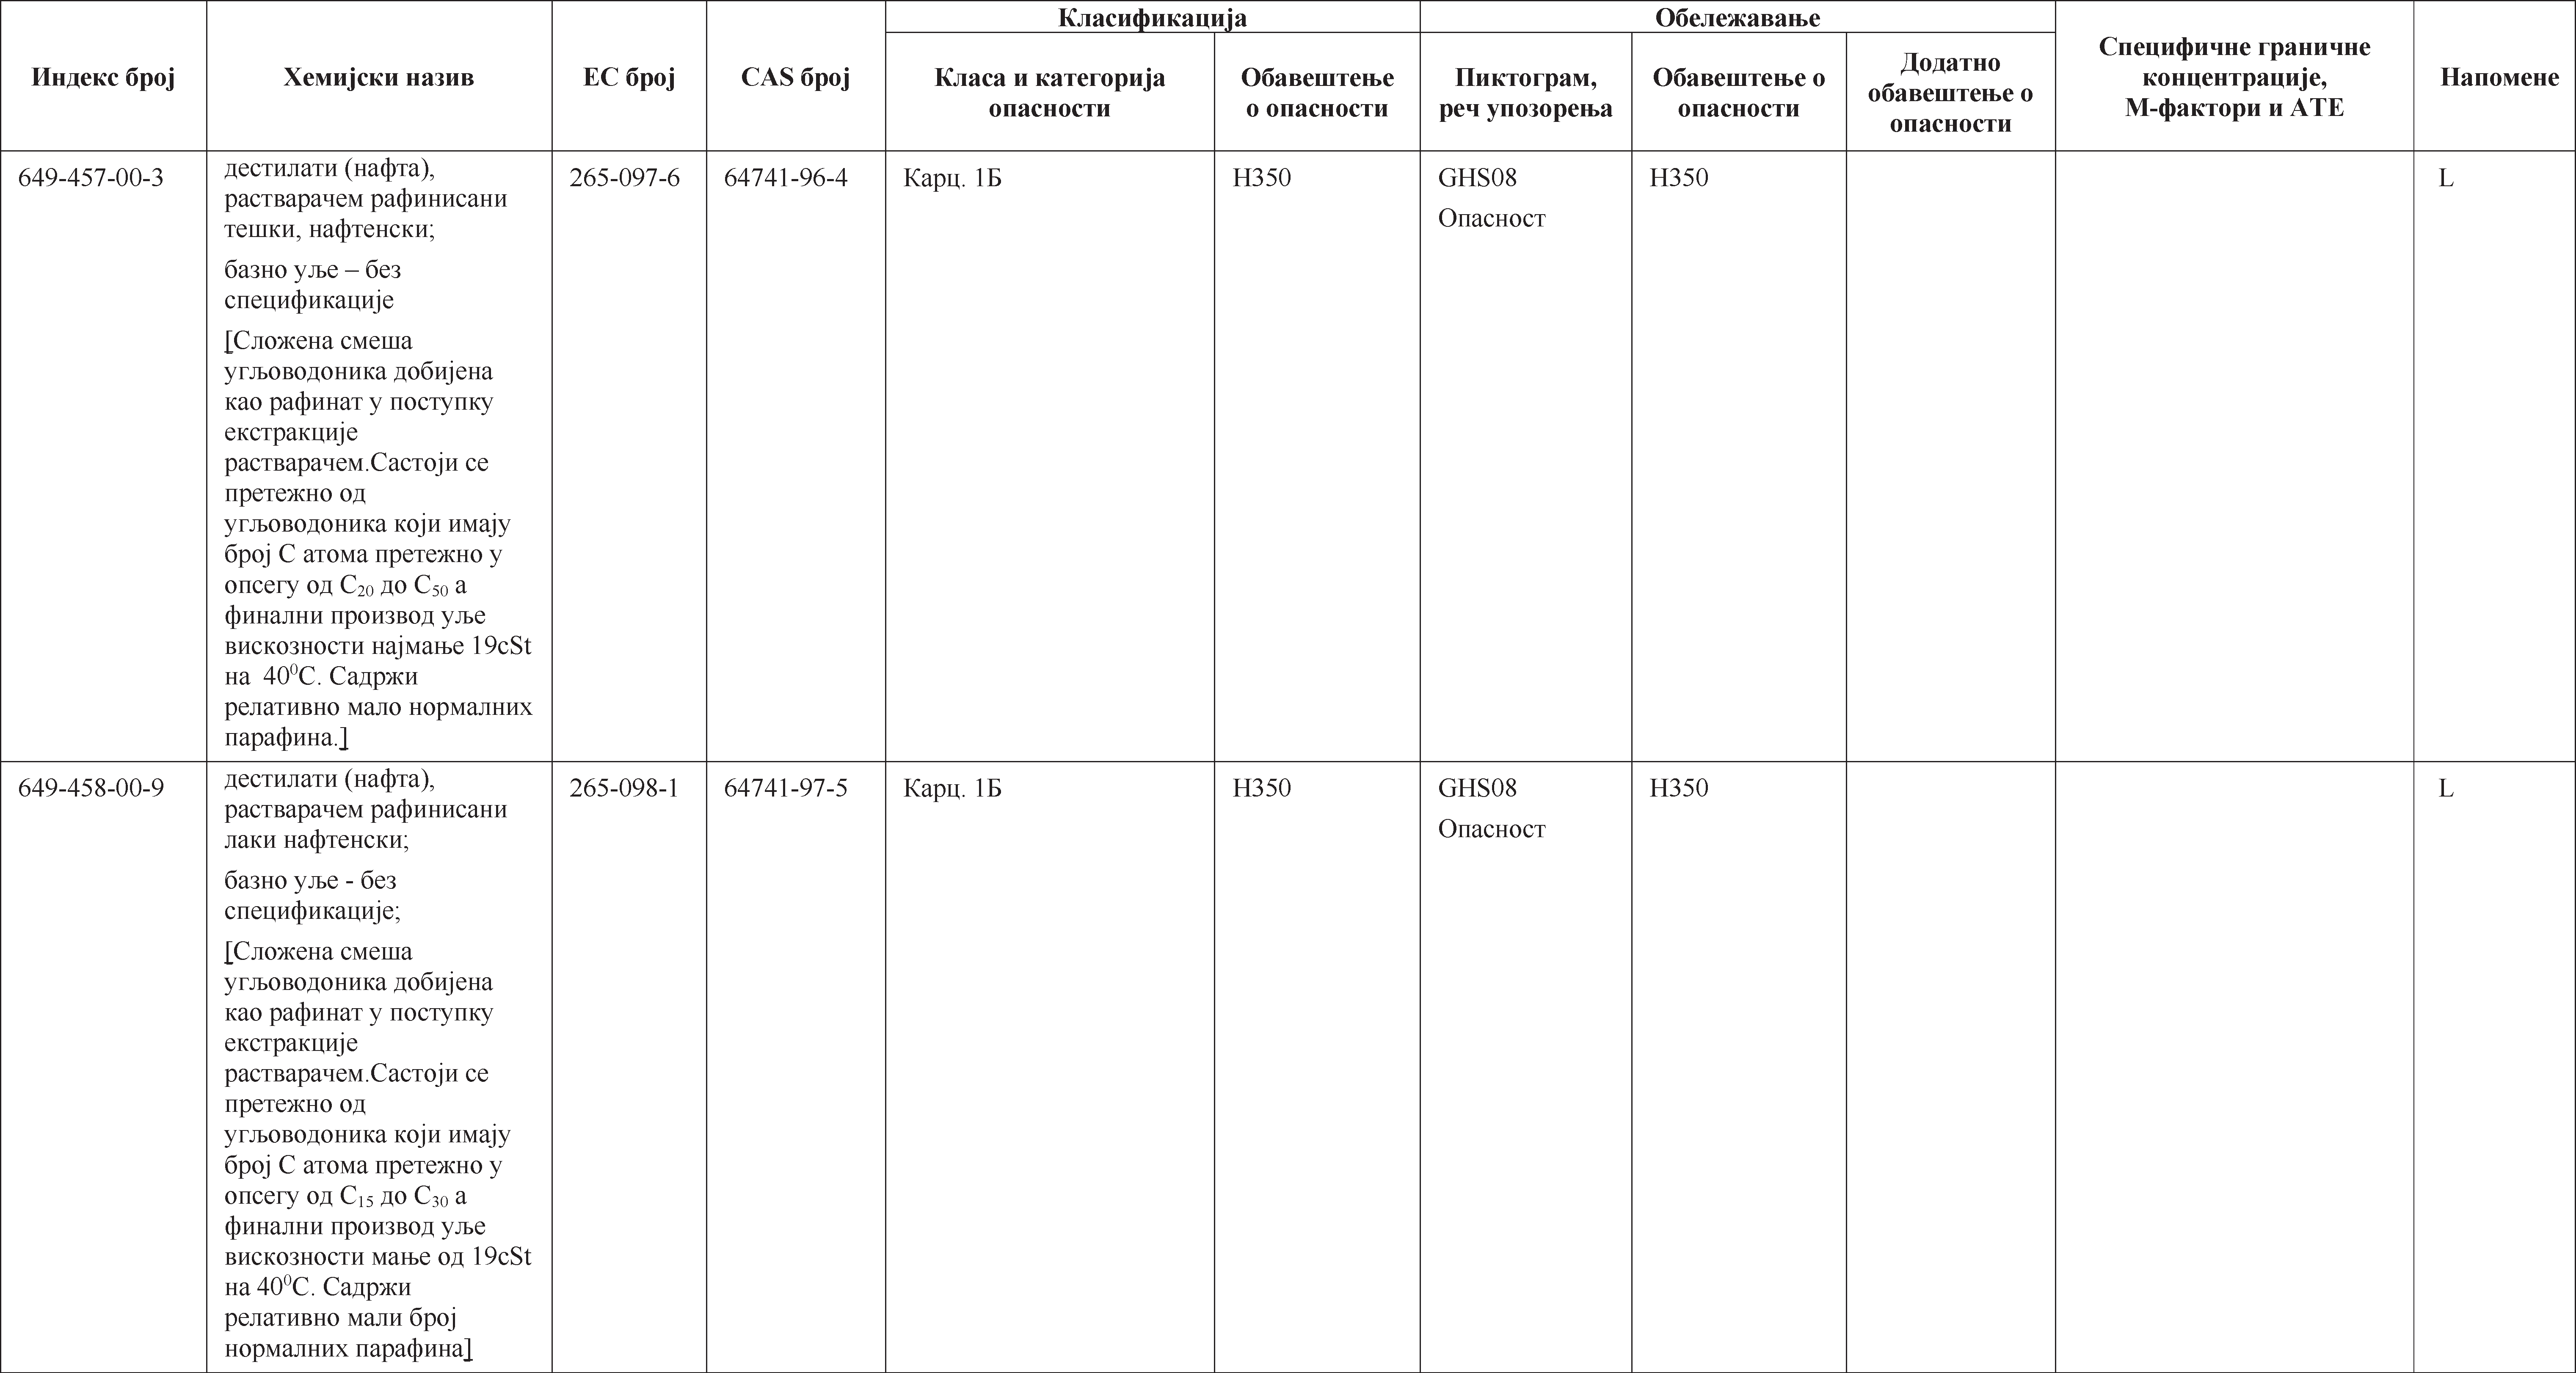 Индекс број
Хемијски назив
ЕС број
CAS број
Класификација
Класа и категорија
опасности
Обавештење
о опасности
Обележавање
Пиктограм,
реч упозорења
Обавештење о
опасности
Додатно
обавештење о
опасности
Специфичне граничне
концентрације,
М-фактори и АТЕ
Напомене
649-457-00-3
дестилати (нафта),
растварачем рафинисани
тешки, нафтенски;
базно уље – без
спецификације
[Сложена смеша
угљоводоника добијена
као рафинат у поступку
екстракције
растварачем.Састоји се
претежно од
угљоводоника који имају
број С атома претежно у
опсегу од С₂₀ до С₅₀ а
финални производ уље
вискозности најмање 19cSt
на  40⁰С. Садржи
релативно мало нормалних
парафина.]
265-097-6
64741-96-4
Карц. 1Б
H350
GHS08
Опасност
H350
L
649-458-00-9
дестилати (нафта),
растварачем рафинисани
лаки нафтенски;
базно уље - без
спецификације;
[Сложена смеша
угљоводоника добијена
као рафинат у поступку
екстракције
растварачем.Састоји се
претежно од
угљоводоника који имају
број С атома претежно у
опсегу од С₁₅ до С₃₀ а
финални производ уље
вискозности мање од 19cSt
на 40⁰С. Садржи
релативно мали број
нормалних парафина]
265-098-1
64741-97-5
Карц. 1Б
H350
GHS08
Опасност
H350
L